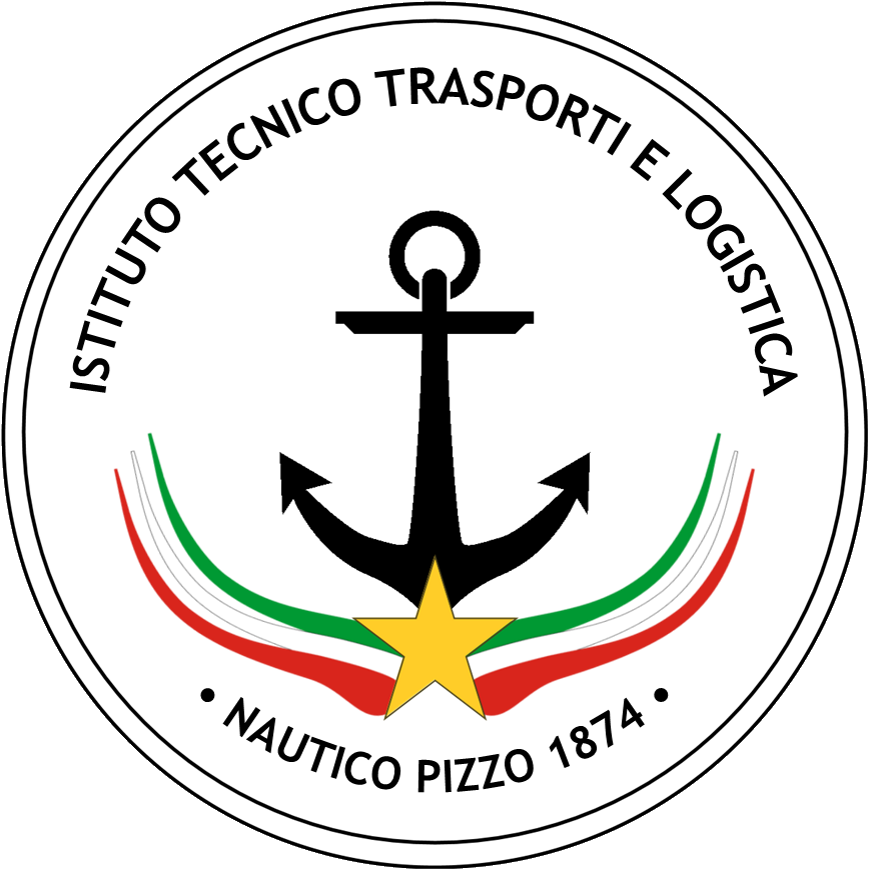 ISTITUTO TECNICO TRASPORTI E LOGISTICA
• NAUTICO PIZZO 1874 •